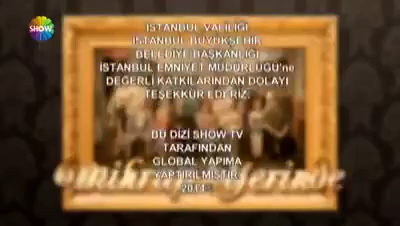 SHOW
İSTANBUL VALİLİĞİ
İSTANBUL BÜYÜKŞEHİR
BELEDİYE BAŞKANLIĞI
İSTANBUL EMNİYET MÜDÜRLÜĞÜ'ne
DEĞERLİ KATKILARINDAN DOLAYI
TEŞEKKÜR EDERİZ.
BU DİZİ SHOW TV
TARAFINDAN
GLOBAL YAPIMA
YAPTIRILMIŞTIR.